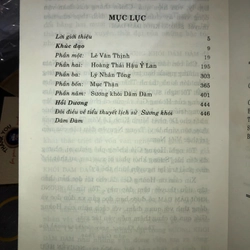 MỤC LỤC
Lời giới thiệu 5
Khúc dạo 9
Phần một: Lê Văn Thịnh 19
Phần hai: Hoàng Thái Hậu Ỷ Lan 195
Phần ba: Lý Nhân Tông 303
Phần bốn: Mục Thận 365
Phần năm: Sương khói Dâm Đàm 401
Hồi Dương 444
Đôi điều về tiểu thuyết lịch sử Sương khói 446
Dâm Đàm